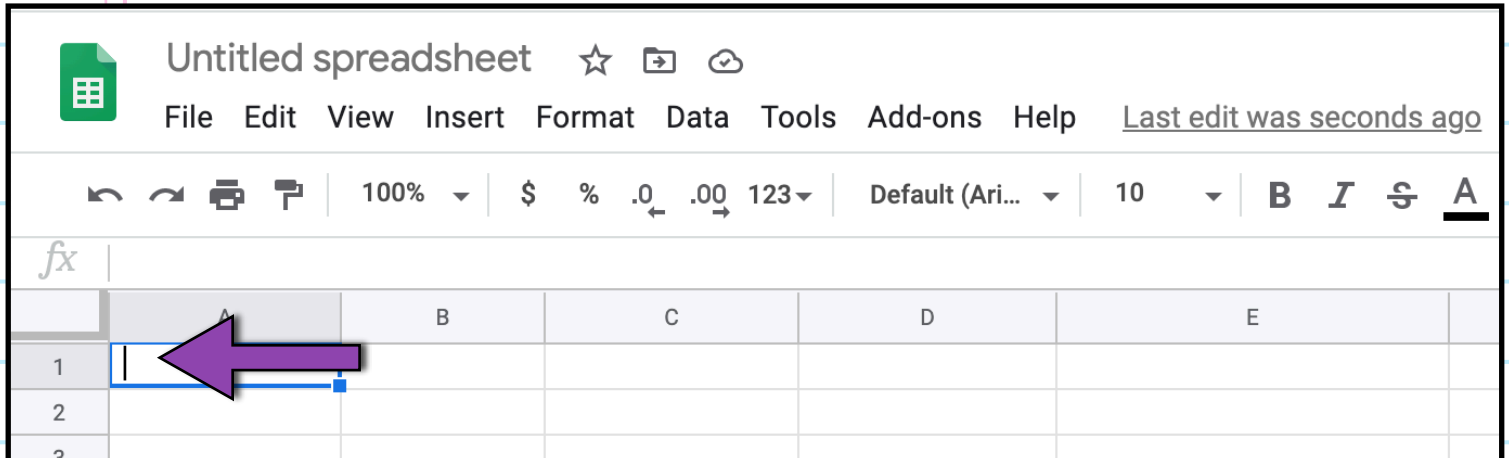 Untitled spreadsheet
File Edit View Insert Format Data Tools Add-ons Help Last edit was seconds ago
100% $ % .0 .00 123 Default (Ari... 10 B I S A
fx
A B C D E
1
2
3